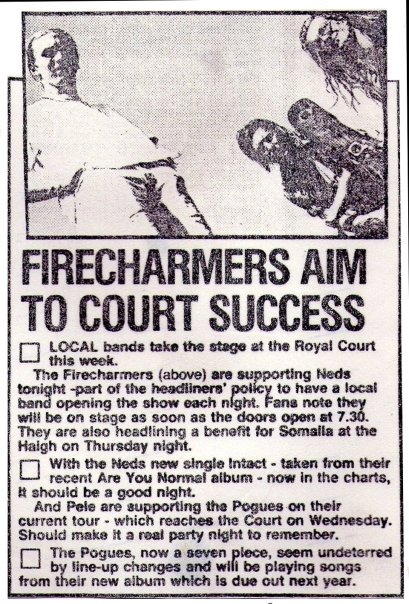 FIRECHARMERS AIM
TO COURT SUCCESS
LOCAL bands take the stage at the Royal Court
this week.
The Firecharmers (above) are supporting Neds
tonight -part of the headliners' policy to have a local
band opening the show each night. Fans note they
will be on stage as soon as the doors open at 7.30.
They are also headlining a benefit for Somalia at the
Haigh on Thursday night.
With the Neds new single Intact - taken from their
recent Are You Normal album - now in the charts,
it should be a good night.
And Pele are supporting the Pogues on their
current tour - which reaches the Court on Wednesday.
Should make it a real party night to remember.
The Pogues, now a seven piece, seem undeterred
by line-up changes and will be playing songs
from their new album which is due out next year.